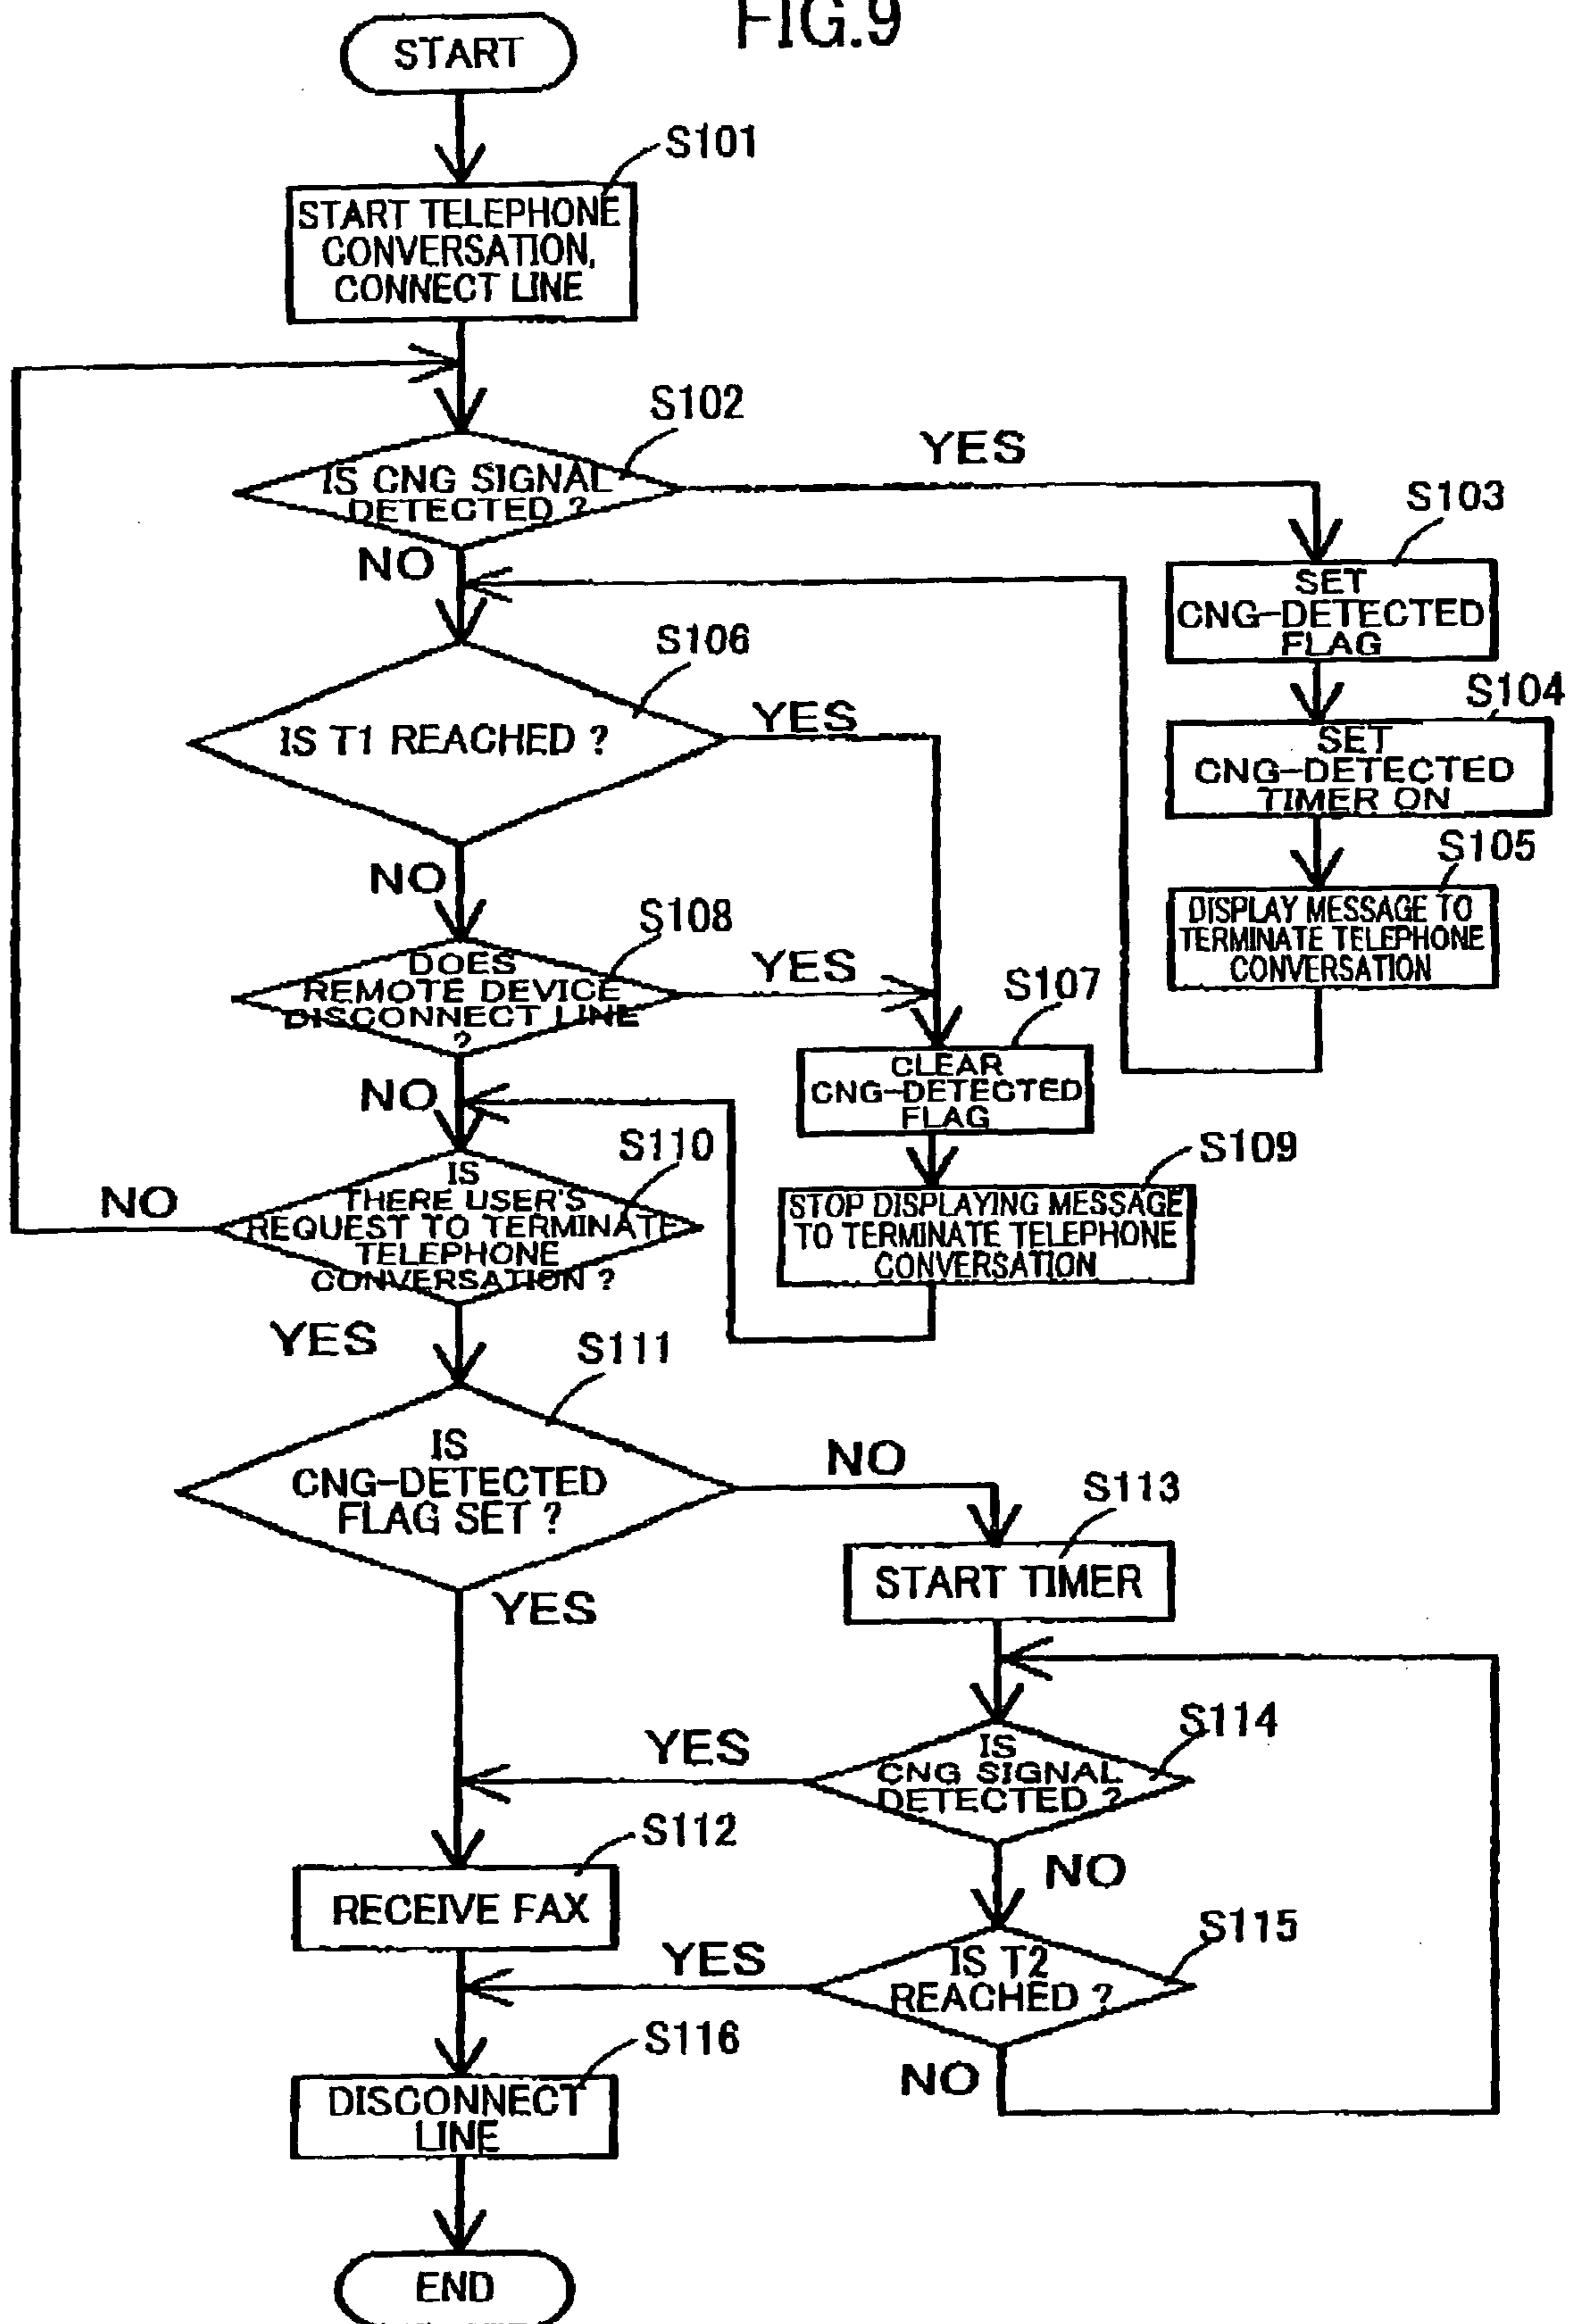 FIG.9
START
S101
START TELEPHONE
CONVERSATION,
CONNECT LINE
S102
IS CNG SIGNAL
DETECTED ?
YES
NO
S103
SET
CNG-DETECTED
FLAG
S104
SET
CNG-DETECTED
TIMER ON
S105
DISPLAY MESSAGE TO
TERMINATE TELEPHONE
CONVERSATION
S106
IS T1 REACHED ?
YES
NO
S108
DOES
REMOTE DEVICE
DISCONNECT LINE
?
YES
NO
S107
CLEAR
CNG-DETECTED
FLAG
S109
STOP DISPLAYING MESSAGE
TO TERMINATE TELEPHONE
CONVERSATION
S110
IS
THERE USER'S
REQUEST TO TERMINATE
TELEPHONE
CONVERSATION ?
NO
YES
S111
IS
CNG-DETECTED
FLAG SET ?
NO
YES
S113
START TIMER
S114
IS
CNG SIGNAL
DETECTED ?
YES
NO
S112
RECEIVE FAX
S115
IS T2
REACHED ?
YES
NO
S116
DISCONNECT
LINE
END